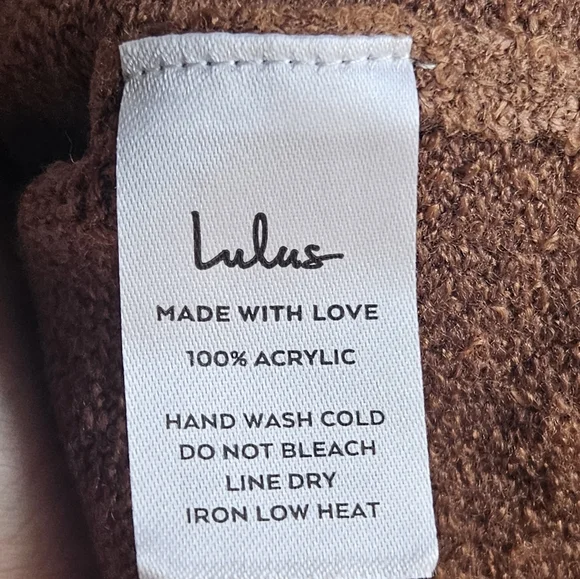 Lulus
MADE WITH LOVE
100% ACRYLIC
HAND WASH COLD
DO NOT BLEACH
LINE DRY
IRON LOW HEAT